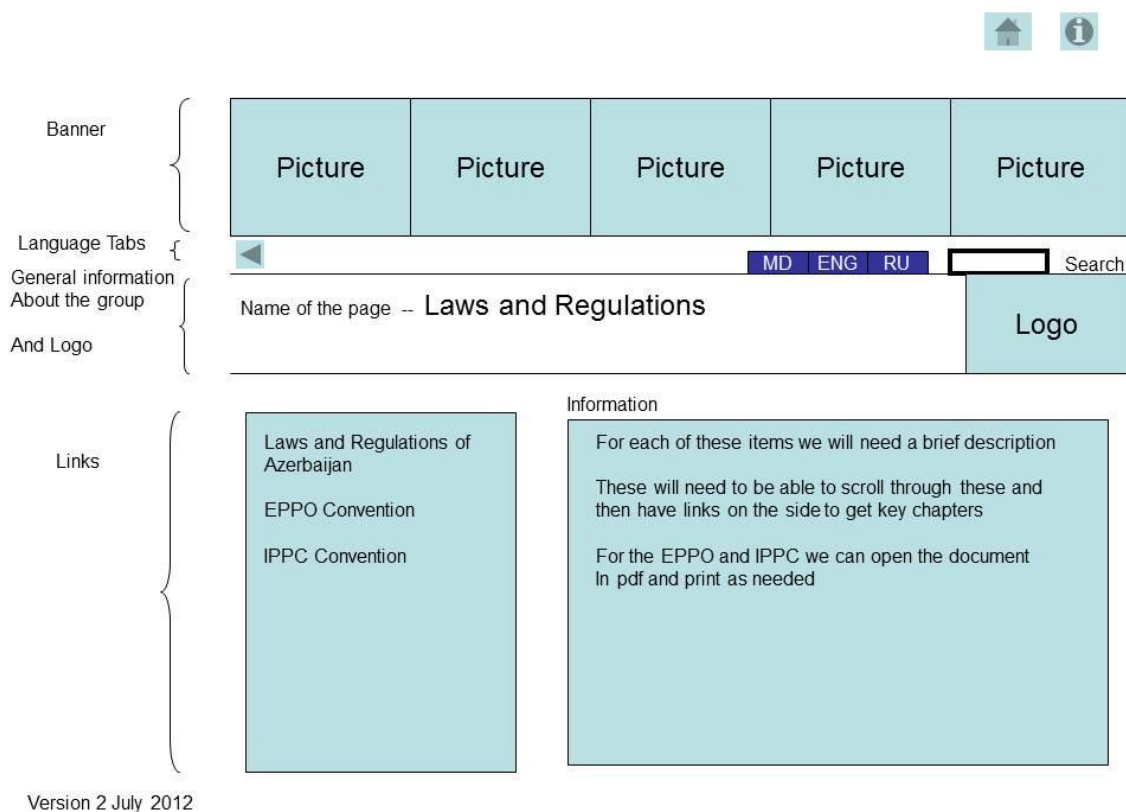 Banner
Picture Picture Picture Picture Picture
Language Tabs
MD ENG RU Search
General information
About the group
And Logo
Name of the page -- Laws and Regulations
Logo
Links
Laws and Regulations of
Azerbaijan
EPPO Convention
IPPC Convention
Information
For each of these items we will need a brief description
These will need to be able to scroll through these and
then have links on the side to get key chapters
For the EPPO and IPPC we can open the document
In pdf and print as needed
Version 2 July 2012